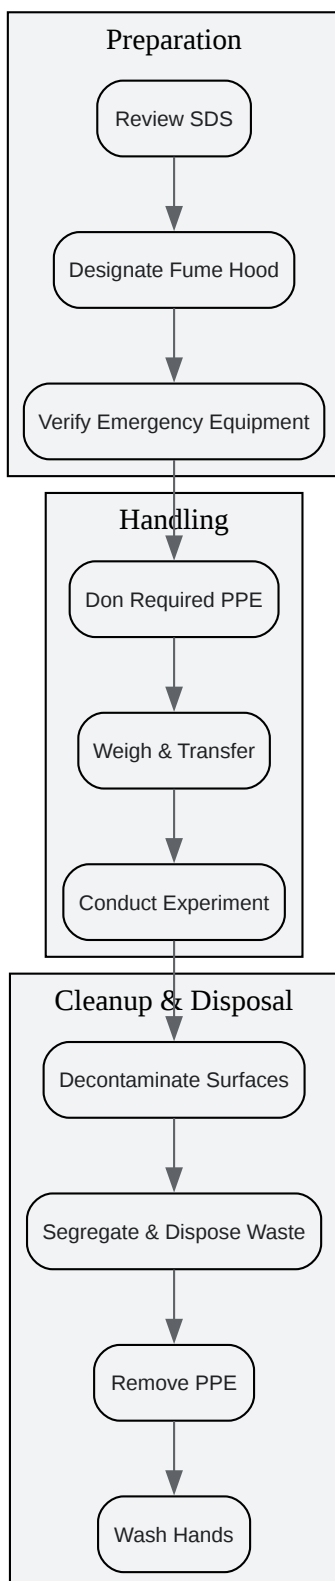 Preparation
Review SDS
Designate Fume Hood
Verify Emergency Equipment
Handling
Don Required PPE
Weigh & Transfer
Conduct Experiment
Cleanup & Disposal
Decontaminate Surfaces
Segregate & Dispose Waste
Remove PPE
Wash Hands